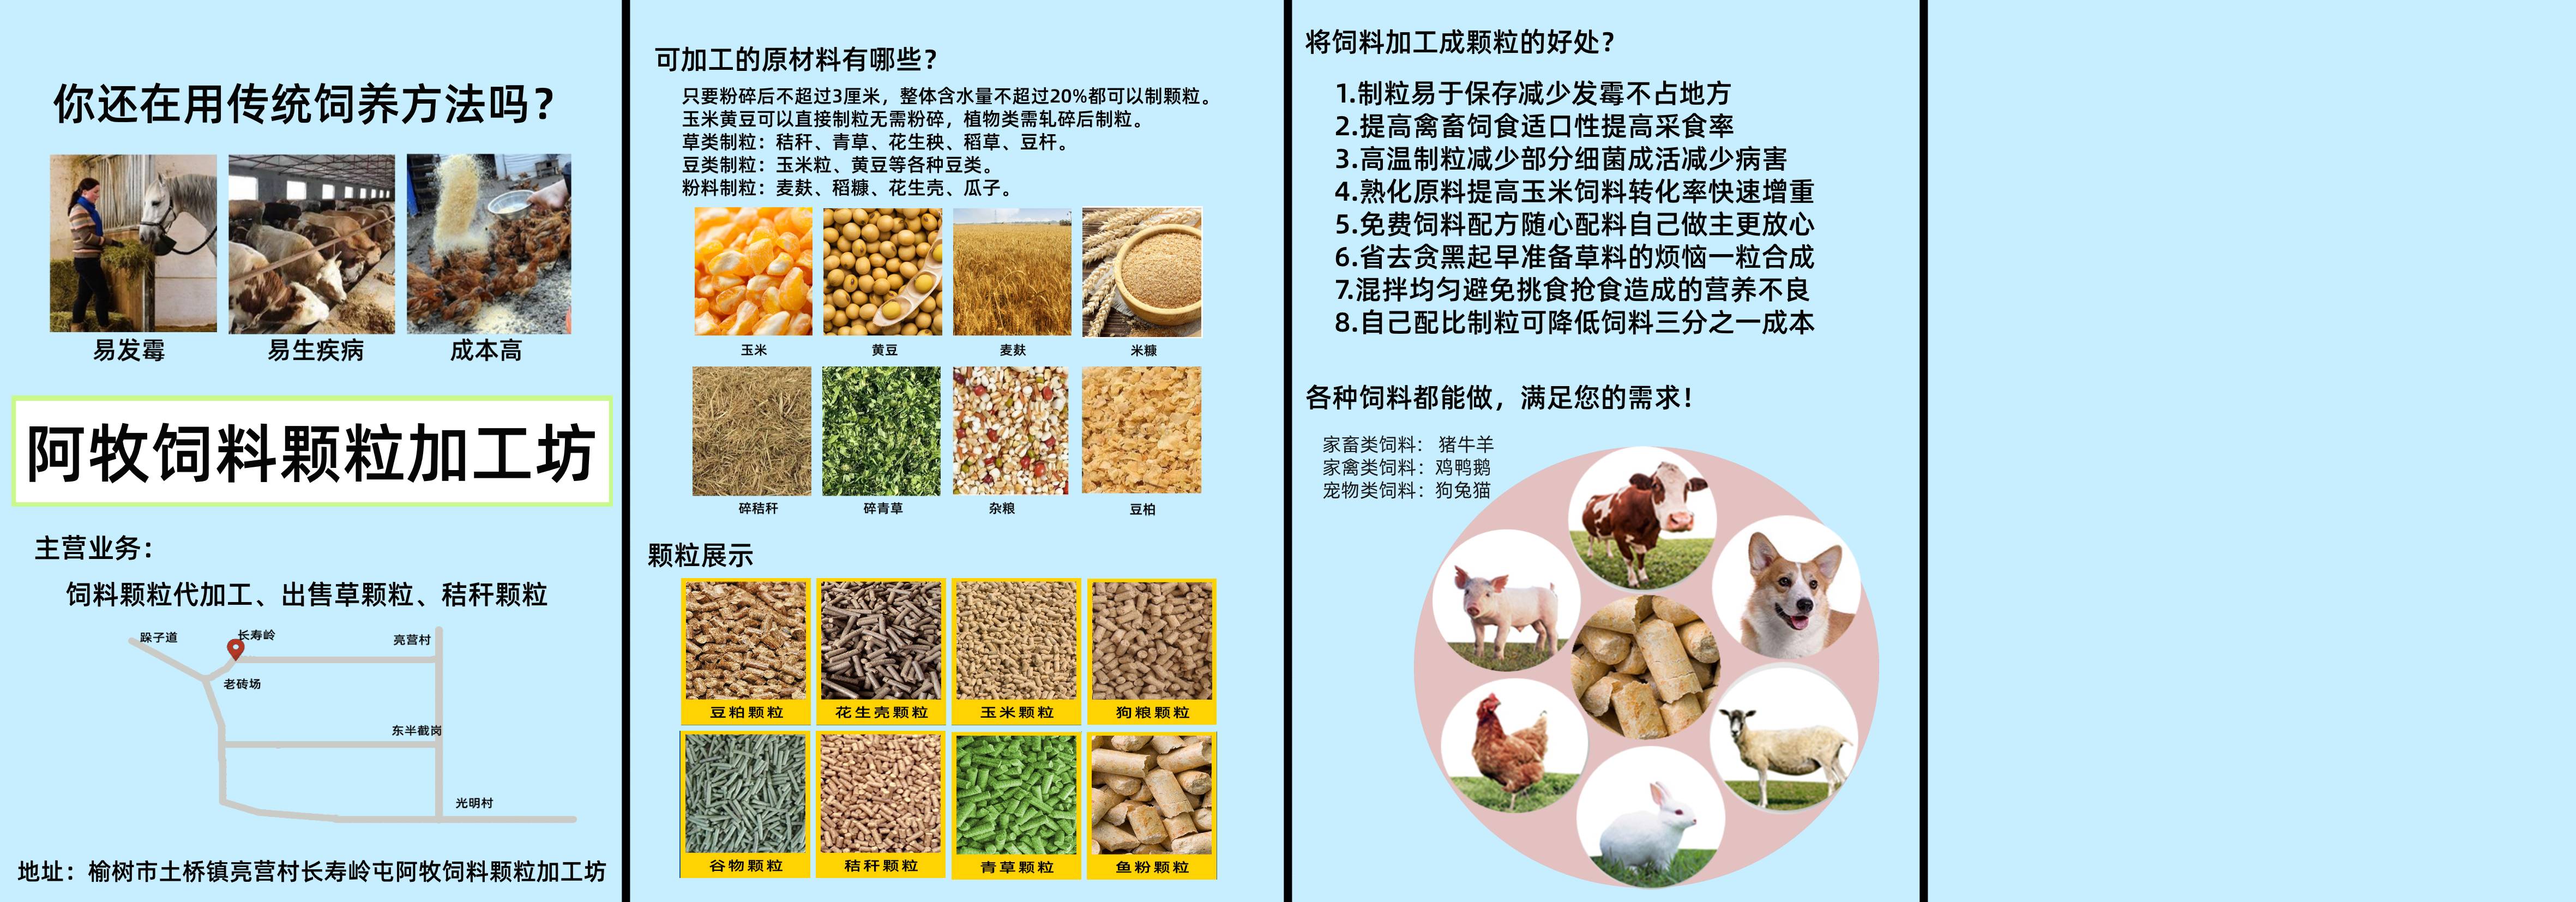 你还在用传统饲养方法吗？
易发霉
易生疾病
成本高
阿牧饲料颗粒加工坊
主营业务：
饲料颗粒代加工、出售草颗粒、秸秆颗粒
跺子道
长寿岭
亮营村
老砖场
东半截岗
光明村
地址：榆树市土桥镇亮营村长寿岭屯阿牧饲料颗粒加工坊
可加工的原材料有哪些？
只要粉碎后不超过3厘米，整体含水量不超过20%都可以制颗粒。
玉米黄豆可以直接制粒无需粉碎，植物类需轧碎后制粒。
草类制粒：秸秆、青草、花生秧、稻草、豆杆。
豆类制粒：玉米粒、黄豆等各种豆类。
粉料制粒：麦麸、稻糠、花生壳、瓜子。
玉米
黄豆
麦麸
米糠
碎秸秆
碎青草
杂粮
豆柏
颗粒展示
豆粕颗粒
花生壳颗粒
玉米颗粒
狗粮颗粒
谷物颗粒
秸秆颗粒
青草颗粒
鱼粉颗粒
将饲料加工成颗粒的好处？
1.制粒易于保存减少发霉不占地方
2.提高禽畜饲食适口性提高采食率
3.高温制粒减少部分细菌成活减少病害
4.熟化原料提高玉米饲料转化率快速增重
5.免费饲料配方随心配料自己做主更放心
6.省去贪黑起早准备草料的烦恼一粒合成
7.混拌均匀避免挑食抢食造成的营养不良
8.自己配比制粒可降低饲料三分之一成本
各种饲料都能做，满足您的需求！
家畜类饲料： 猪牛羊
家禽类饲料：鸡鸭鹅
宠物类饲料：狗兔猫